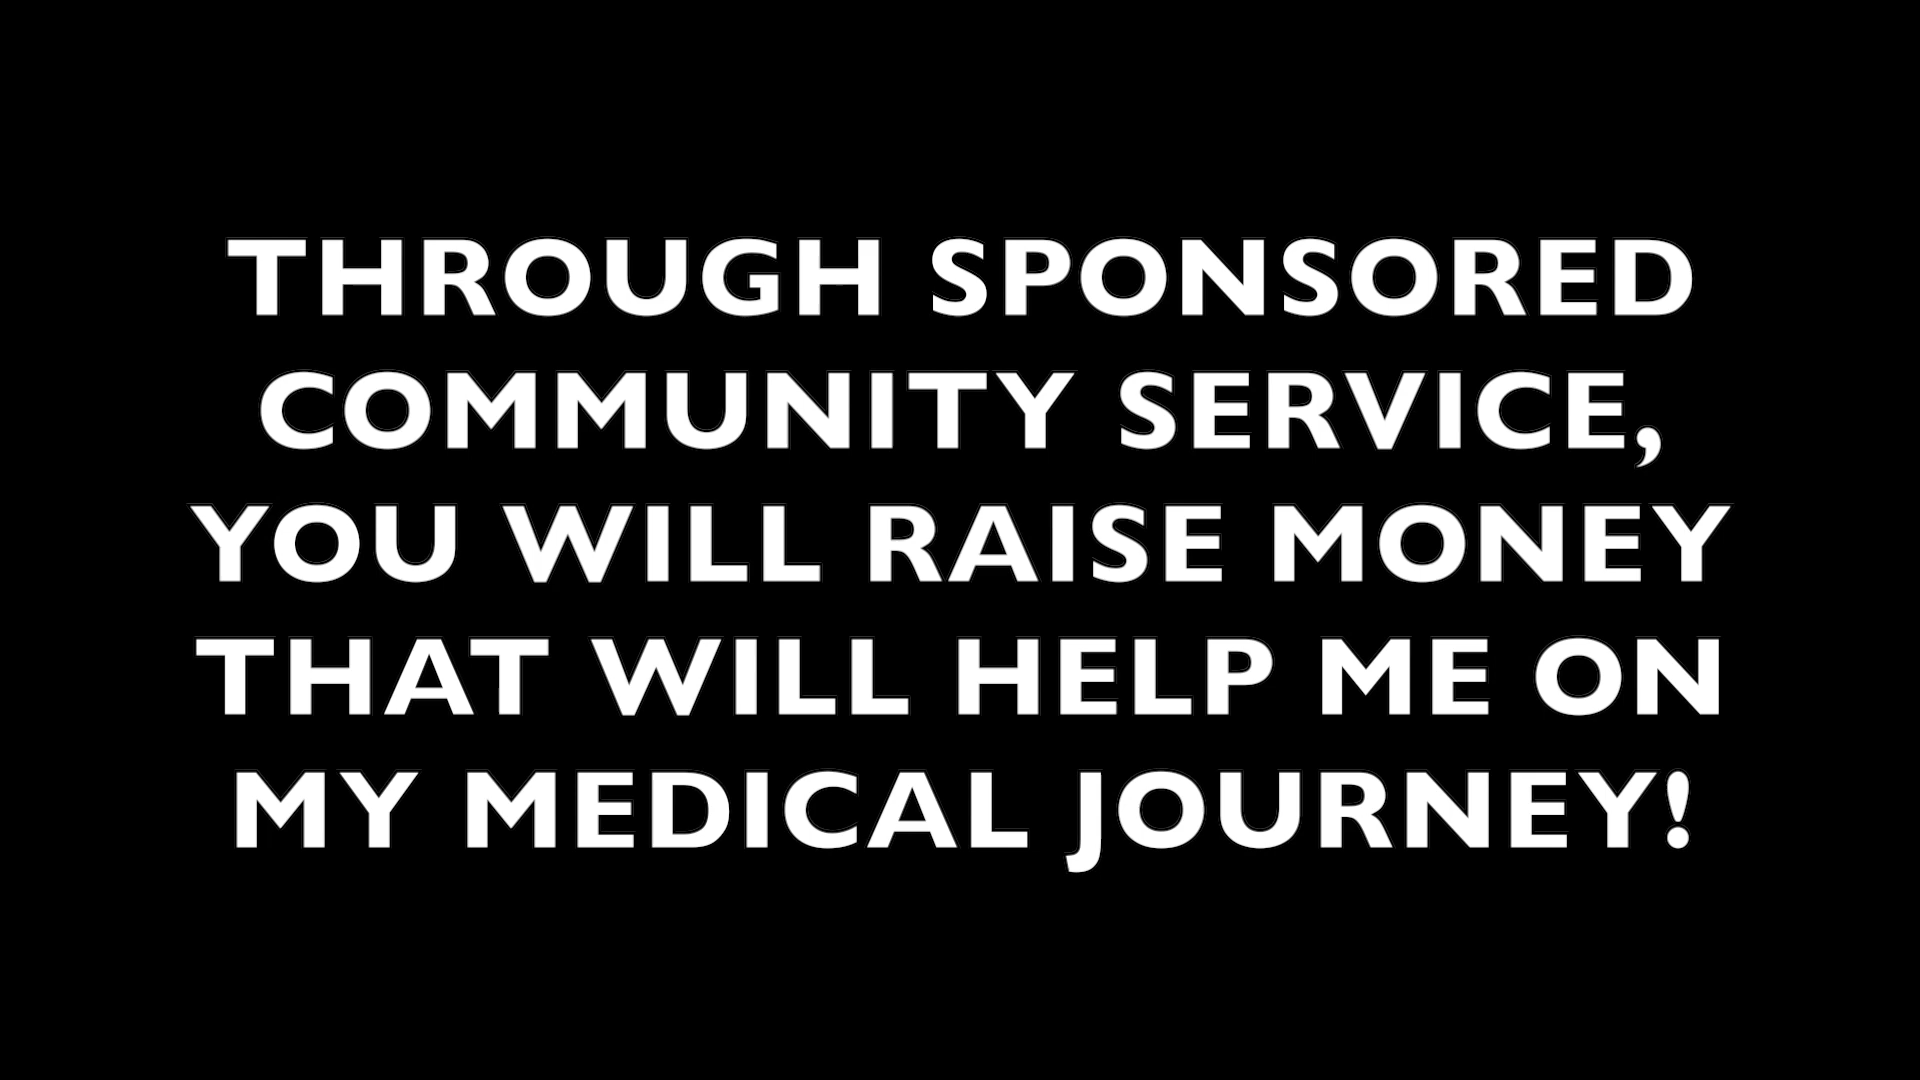 THROUGH SPONSORED
COMMUNITY SERVICE,
YOU WILL RAISE MONEY
THAT WILL HELP ME ON
MY MEDICAL JOURNEY!